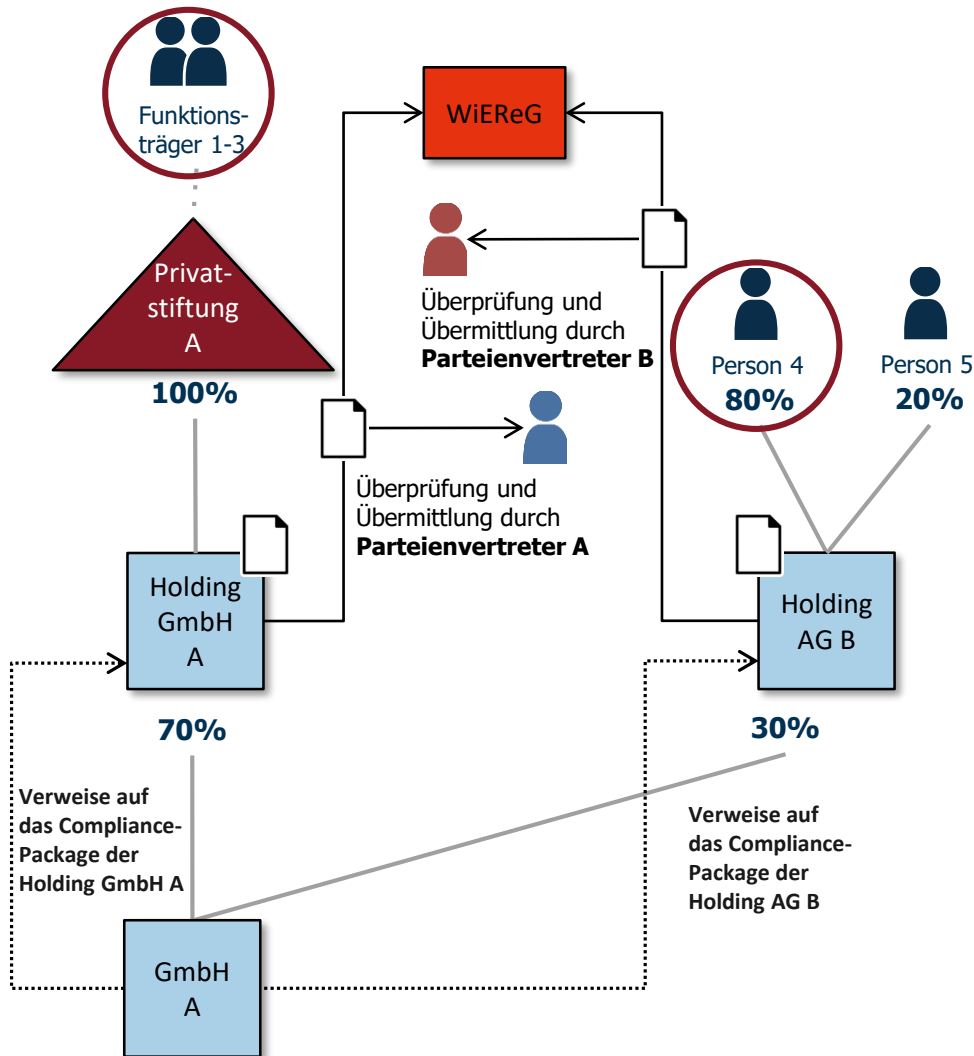 Funktions-
träger 1-3
WiEReG
Privat-
stiftung
A
100%
Überprüfung und
Übermittlung durch
Parteienvertreter B
Person 4
80%
Person 5
20%
Überprüfung und
Übermittlung durch
Parteienvertreter A
Holding
GmbH
A
Holding
AG B
70%
30%
Verweise auf
das Compliance-
Package der
Holding GmbH A
Verweise auf
das Compliance-
Package der
Holding AG B
GmbH
A